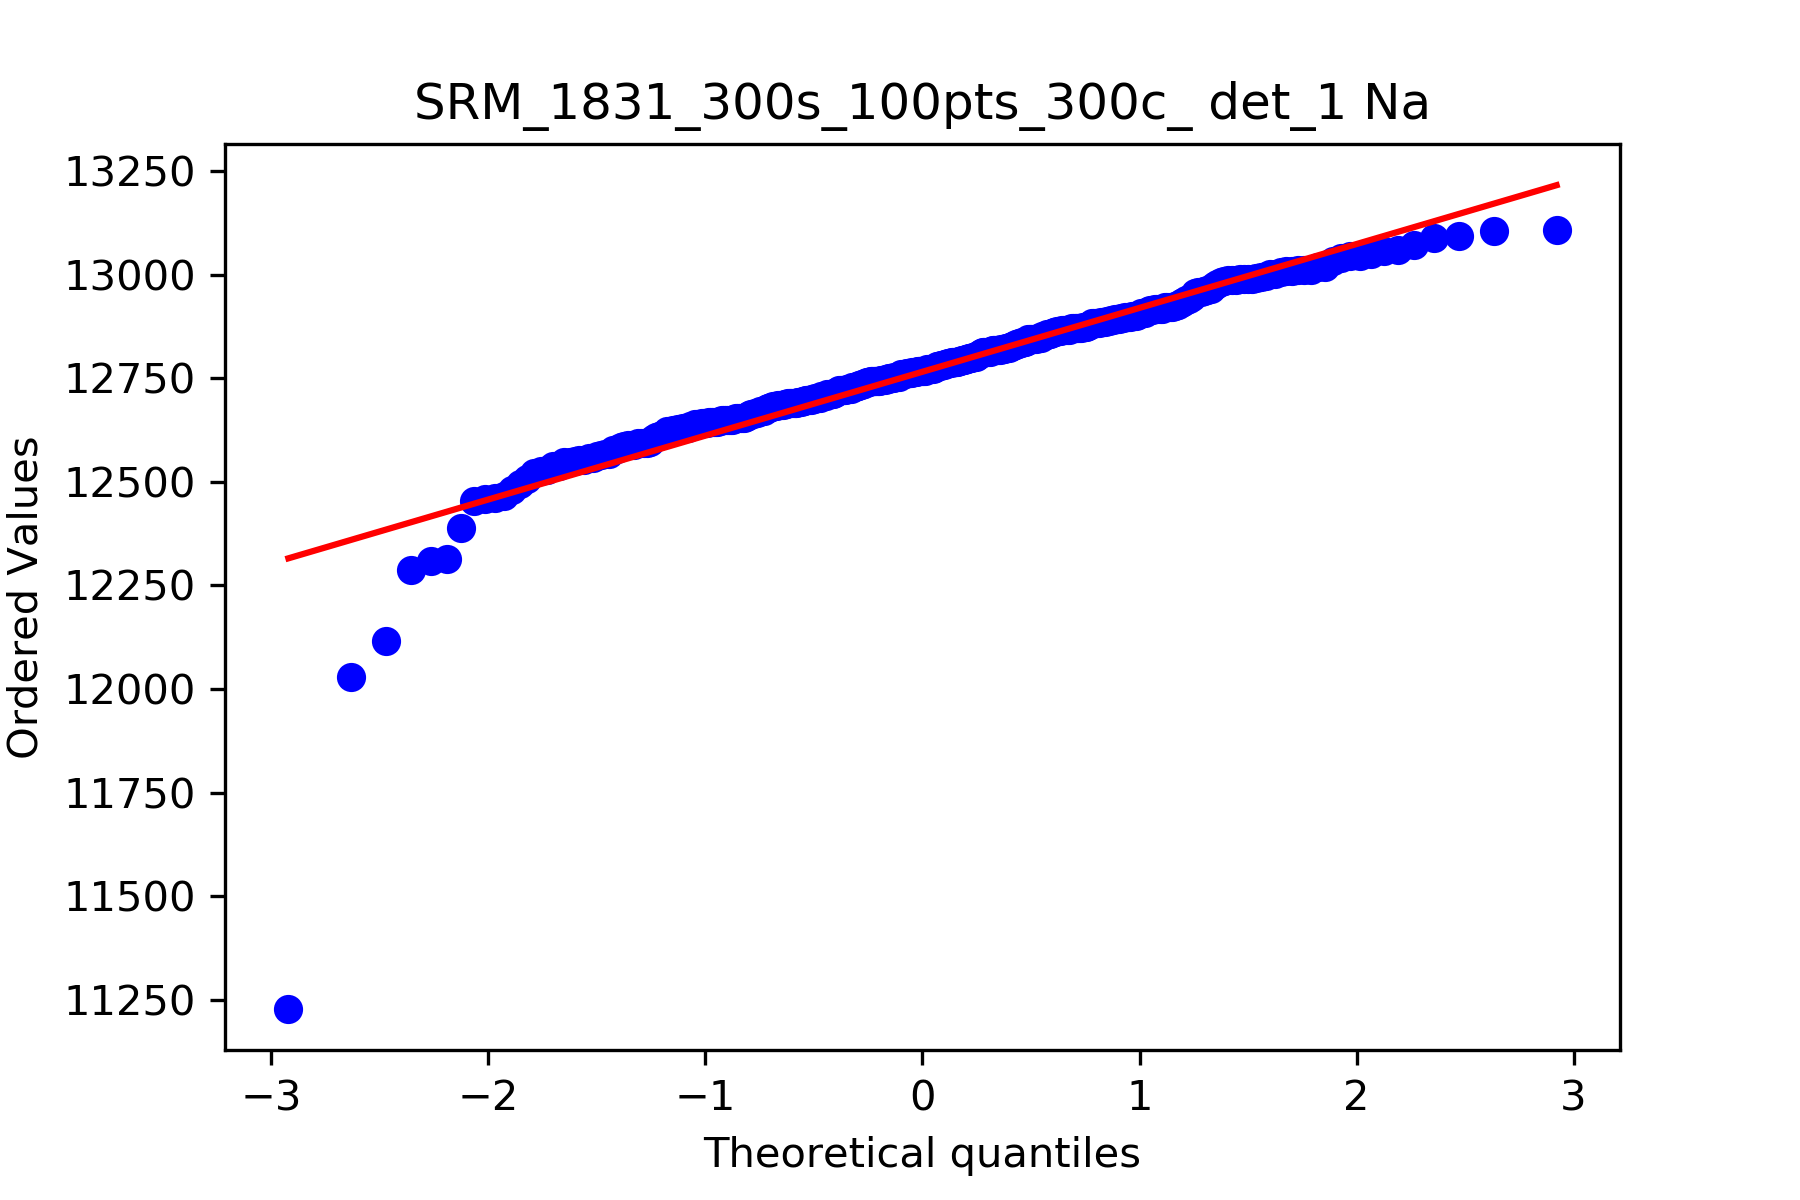 SRM_1831_300s_100pts_300c_ det_1 Na
13250
13000
12750
12500
12250
12000
11750
11500
11250
Ordered Values
−3 −2 −1 0 1 2 3
Theoretical quantiles